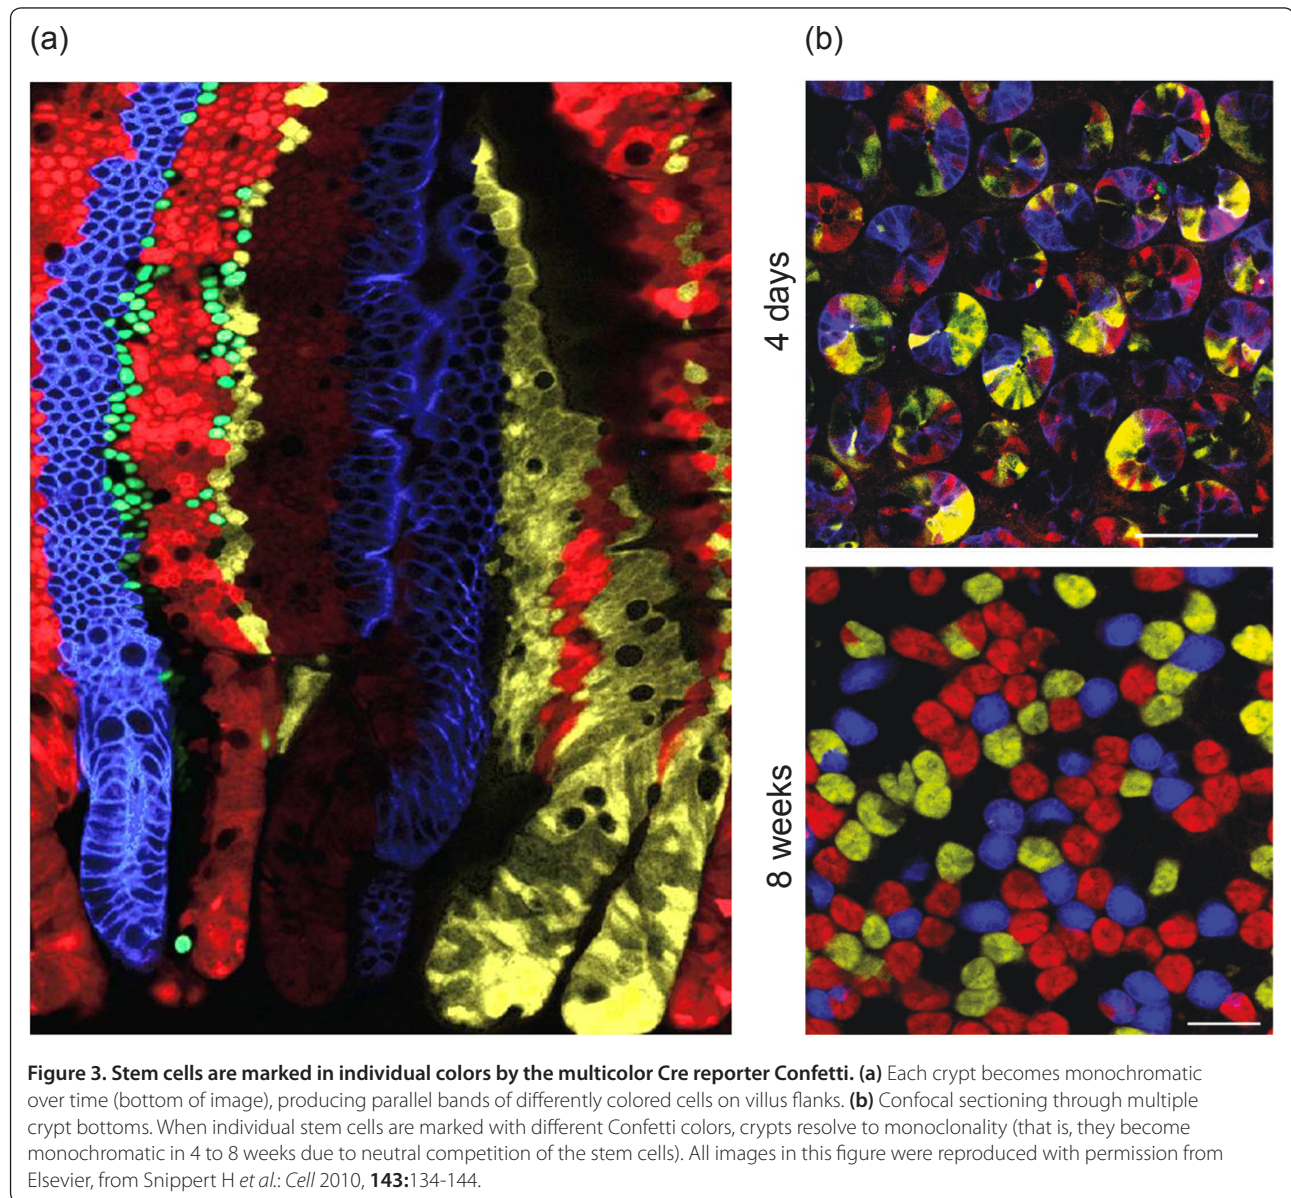 (a)
(b)
4 days
8 weeks
Figure 3. Stem cells are marked in individual colors by the multicolor Cre reporter Confetti. (a) Each crypt becomes monochromatic
over time (bottom of image), producing parallel bands of differently colored cells on villus flanks. (b) Confocal sectioning through multiple
crypt bottoms. When individual stem cells are marked with different Confetti colors, crypts resolve to monoclonality (that is, they become
monochromatic in 4 to 8 weeks due to neutral competition of the stem cells). All images in this figure were reproduced with permission from
Elsevier, from Snippert H et al.: Cell 2010, 143:134-144.